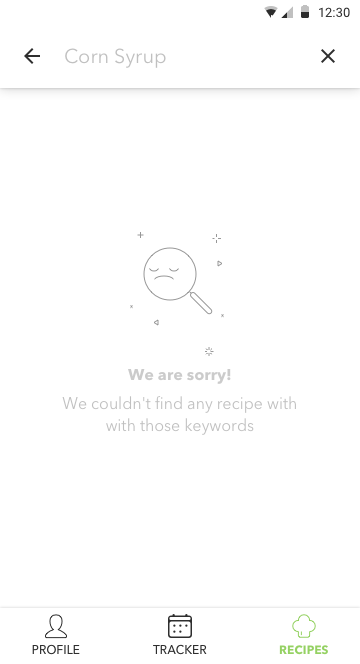 12:30
Corn Syrup
We are sorry!
We couldn't find any recipe with
with those keywords
PROFILE
TRACKER
RECIPES